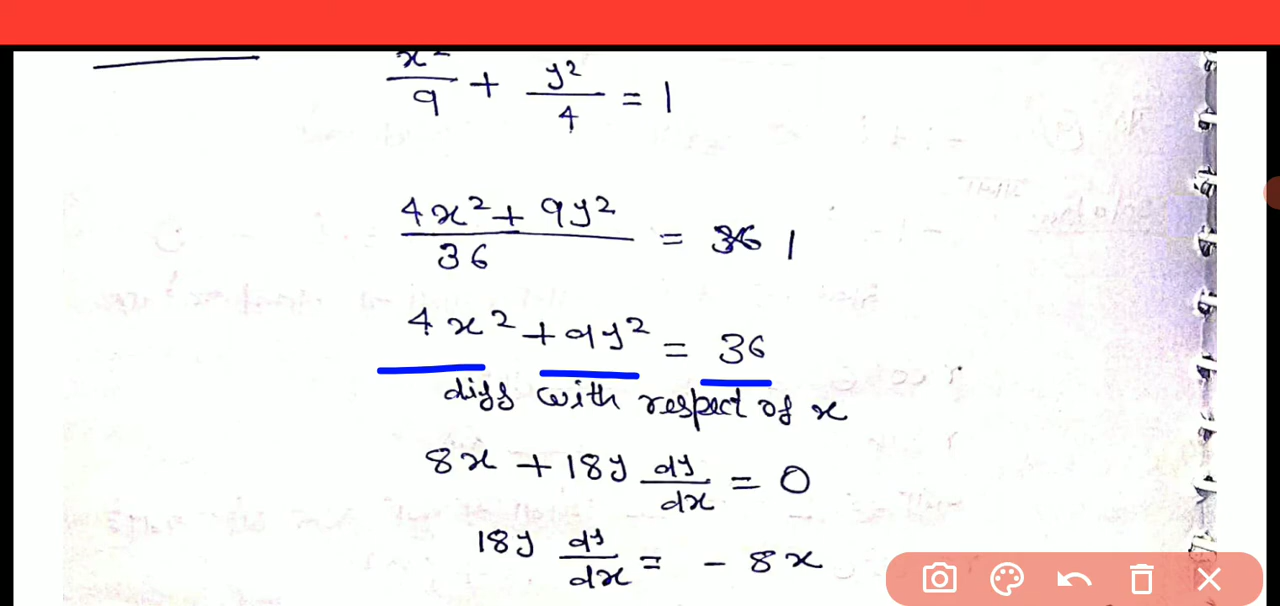 x²/9 + y²/4 = 1
4x² + 9y²/36 = 36 1
4x² + 9y² = 36
diff with respect of x
8x + 18y dy/dx = 0
18y dy/dx = - 8x